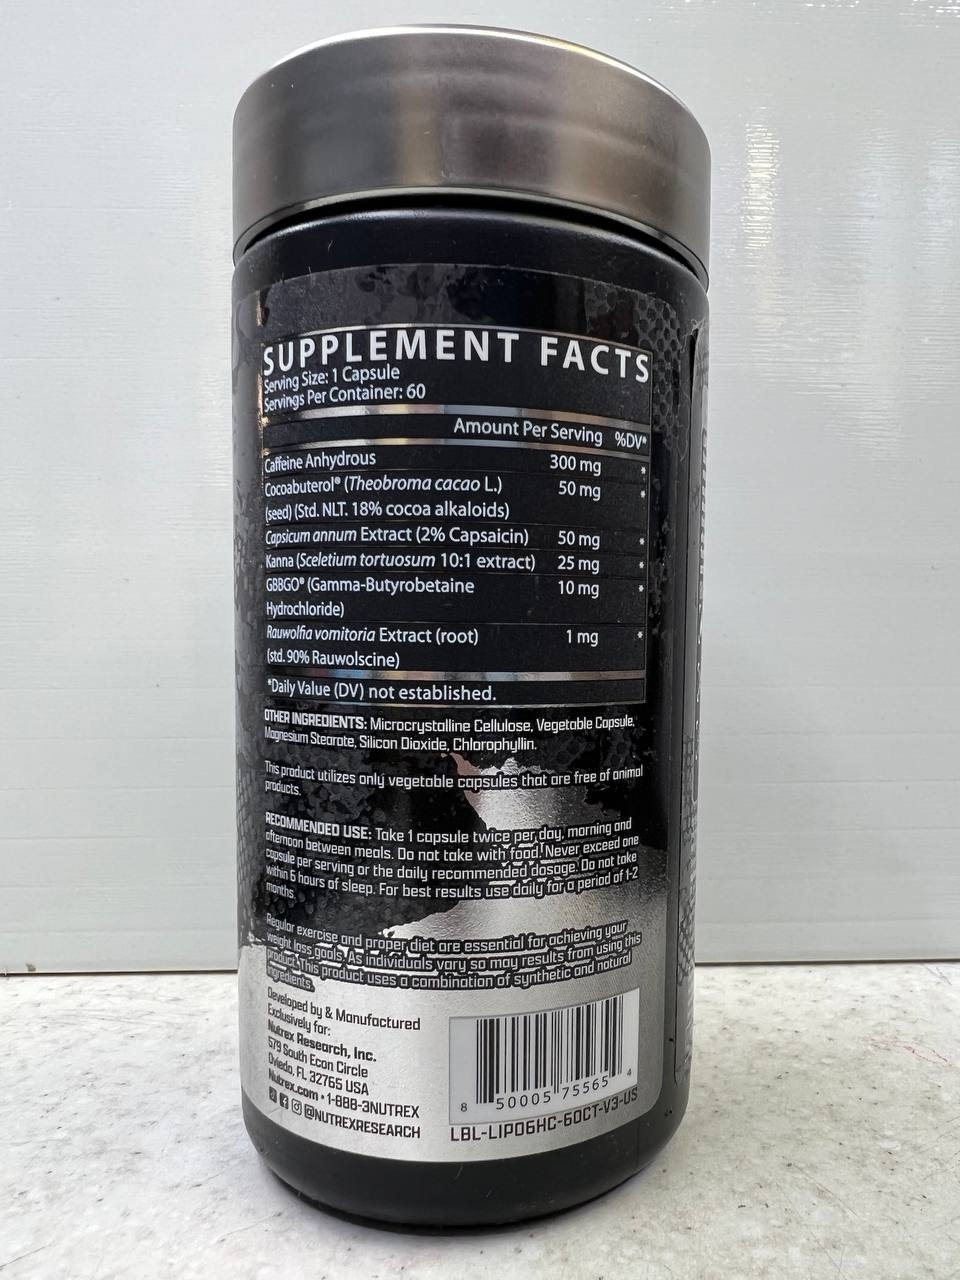 SUPPLEMENT FACTS
Serving Size: 1 Capsule
Servings Per Container: 60
Amount Per Serving %DV*
Caffeine Anhydrous 300 mg *
Cocoabuterol® (Theobroma cacao L.) 50 mg *
(seed) (Std. NLT. 18% cocoa alkaloids)
Capsicum annum Extract (2% Capsaicin) 50 mg *
Kanna (Sceletium tortuosum 10:1 extract) 25 mg *
GBBGO® (Gamma-Butyrobetaine 10 mg *
Hydrochloride)
Rauwolfia vomitoria Extract (root) 1 mg *
(std. 90% Rauwolscine)
*Daily Value (DV) not established.
OTHER INGREDIENTS: Microcrystalline Cellulose, Vegetable Capsule,
Magnesium Stearate, Silicon Dioxide, Chlorophyllin.
This product utilizes only vegetable capsules that are free of animal
products.
RECOMMENDED USE: Take 1 capsule twice per day, morning and
afternoon between meals. Do not take with food! Never exceed one
capsule per serving or the daily recommended dosage. Do not take
within 6 hours of sleep. For best results use daily for a period of 1-2
months.
Regular exercise and proper diet are essential for achieving your
weight loss goals. As individuals vary so may results from using this
product. This product uses a combination of synthetic and natural
ingredients.
Developed by & Manufactured
Exclusively for:
Nutrex Research, Inc.
579 South Econ Circle
Oviedo, FL 32765 USA
Nutrex.com • 1-888-3NUTREX
@NUTREXRESEARCH
8 50005 75565 4
LBL-LIPO6HC-60CT-V3-US